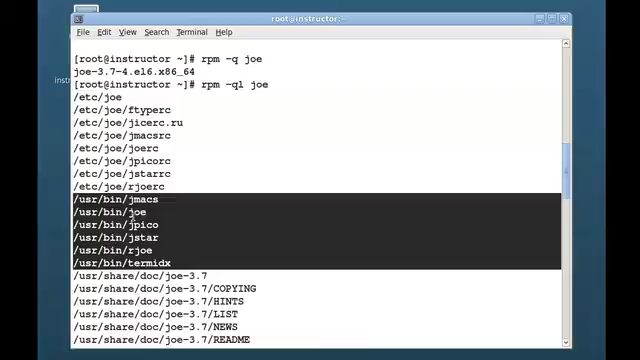 root@instructor:~
File Edit View Search Terminal Help
[root@instructor ~]# rpm -q joe
joe-3.7-4.el6.x86_64
[root@instructor ~]# rpm -ql joe
/etc/joe
/etc/joe/ftyperc
/etc/joe/jicerc.ru
/etc/joe/jmacsrc
/etc/joe/joerc
/etc/joe/jpicorc
/etc/joe/jstarrc
/etc/joe/rjoerc
/usr/bin/jmacs
/usr/bin/joe
/usr/bin/jpico
/usr/bin/jstar
/usr/bin/rjoe
/usr/bin/termidx
/usr/share/doc/joe-3.7
/usr/share/doc/joe-3.7/COPYING
/usr/share/doc/joe-3.7/HINTS
/usr/share/doc/joe-3.7/LIST
/usr/share/doc/joe-3.7/NEWS
/usr/share/doc/joe-3.7/README